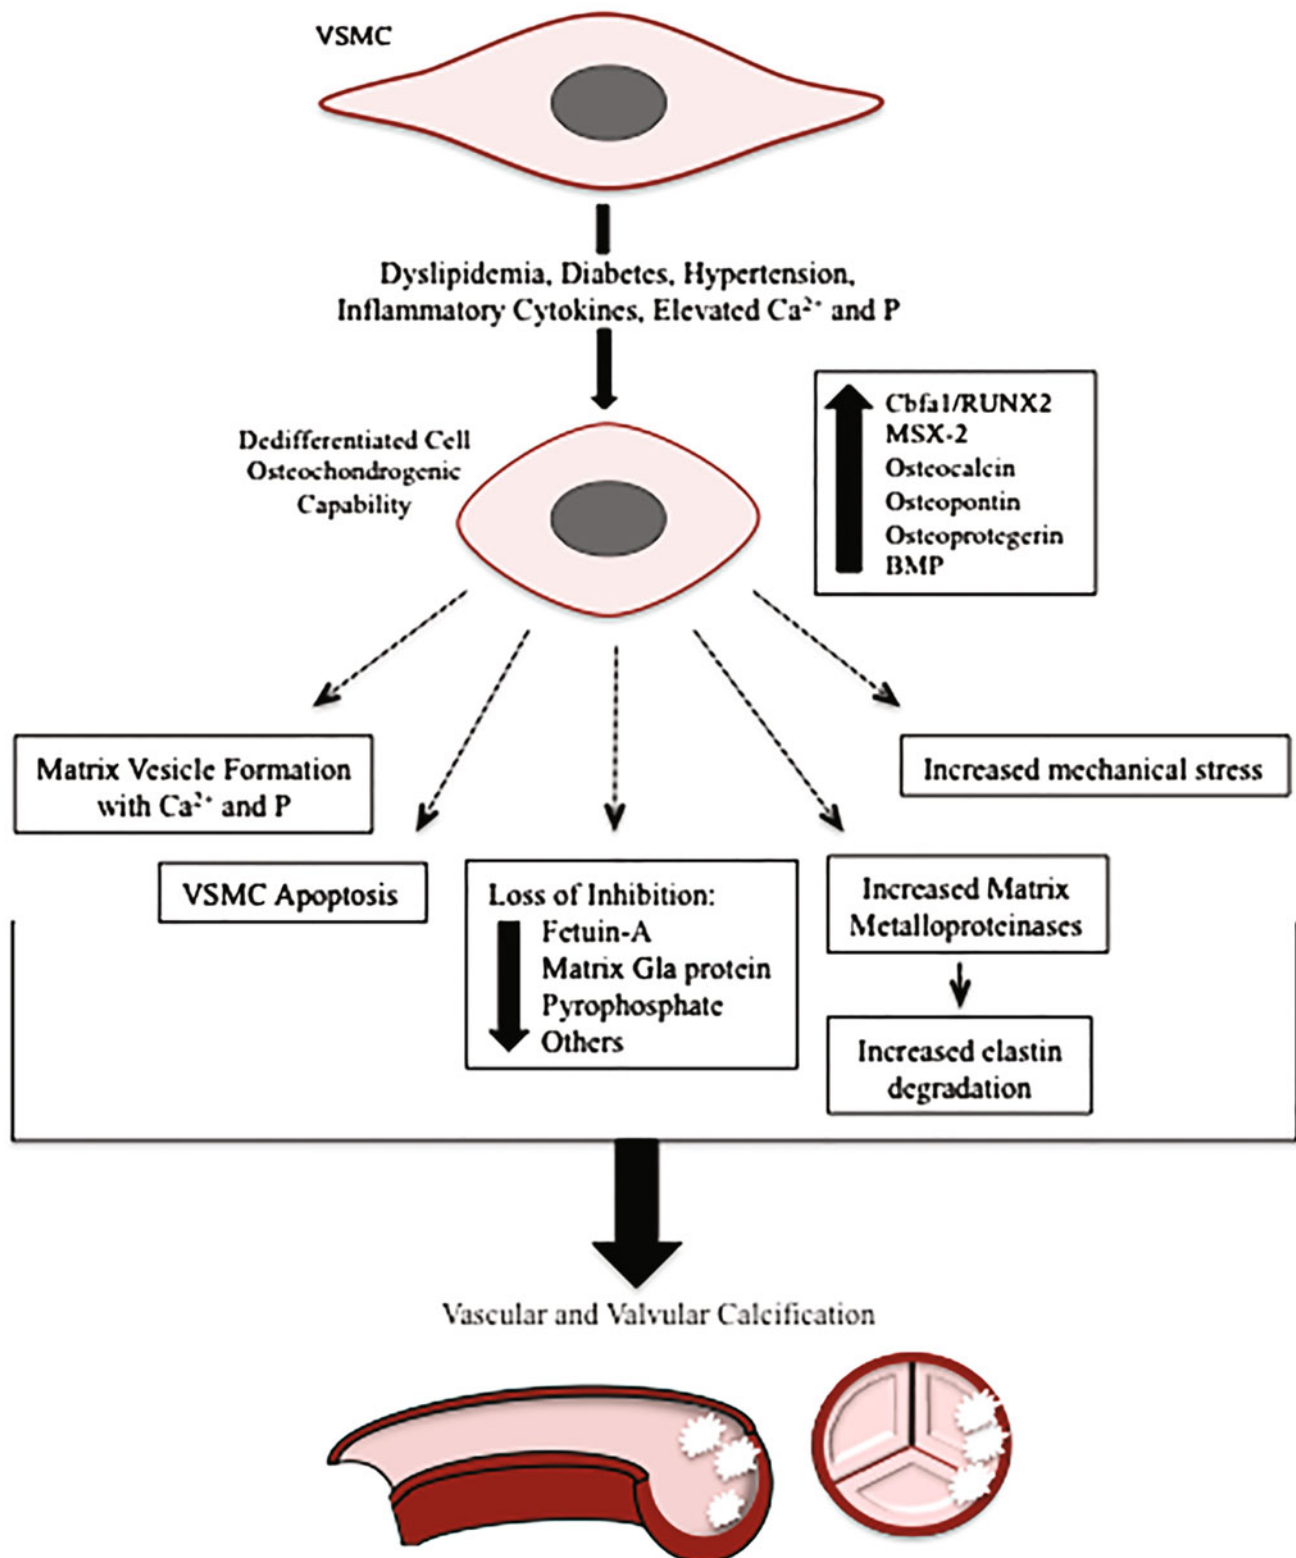 VSMC
Dyslipidemia, Diabetes, Hypertension,
Inflammatory Cytokines, Elevated Ca²⁺ and P
Dedifferentiated Cell
Osteochondrogenic
Capability
Cbfa1/RUNX2
MSX-2
Osteocalcin
Osteopontin
Osteoprotegerin
BMP
Matrix Vesicle Formation
with Ca²⁺ and P
VSMC Apoptosis
Loss of Inhibition:
Fetuin-A
Matrix Gla protein
Pyrophosphate
Others
Increased Matrix
Metalloproteinases
Increased elastin
degradation
Increased mechanical stress
Vascular and Valvular Calcification